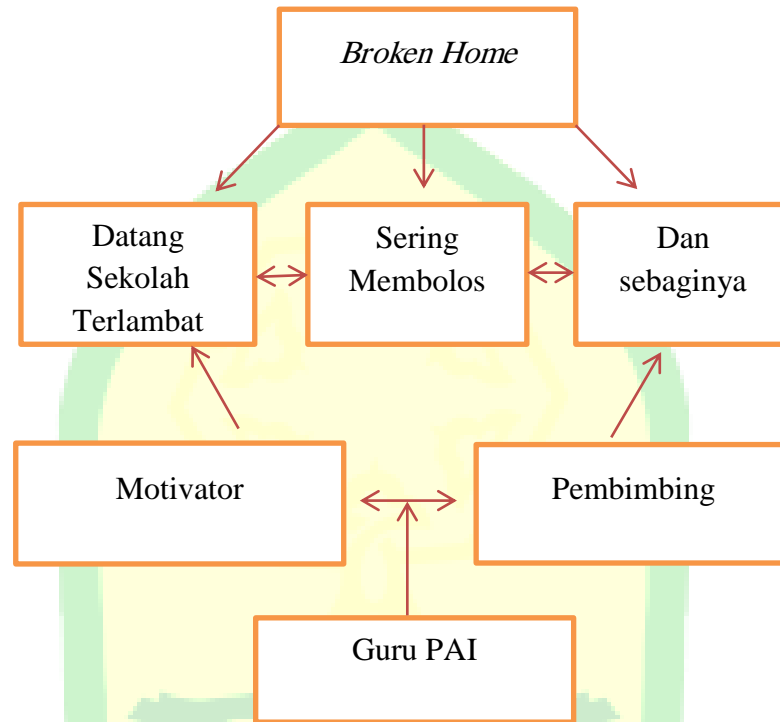 Broken Home
Datang
Sekolah
Terlambat
Sering
Membolos
Dan
sebaginya
Motivator
Pembimbing
Guru PAI